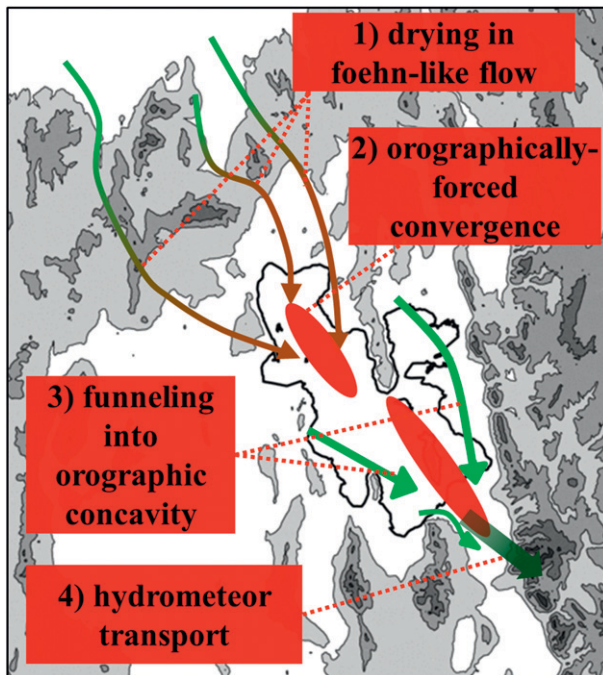 1) drying in
foehn-like flow
2) orographically-
forced
convergence
3) funneling
into
orographic
concavity
4) hydrometeor
transport